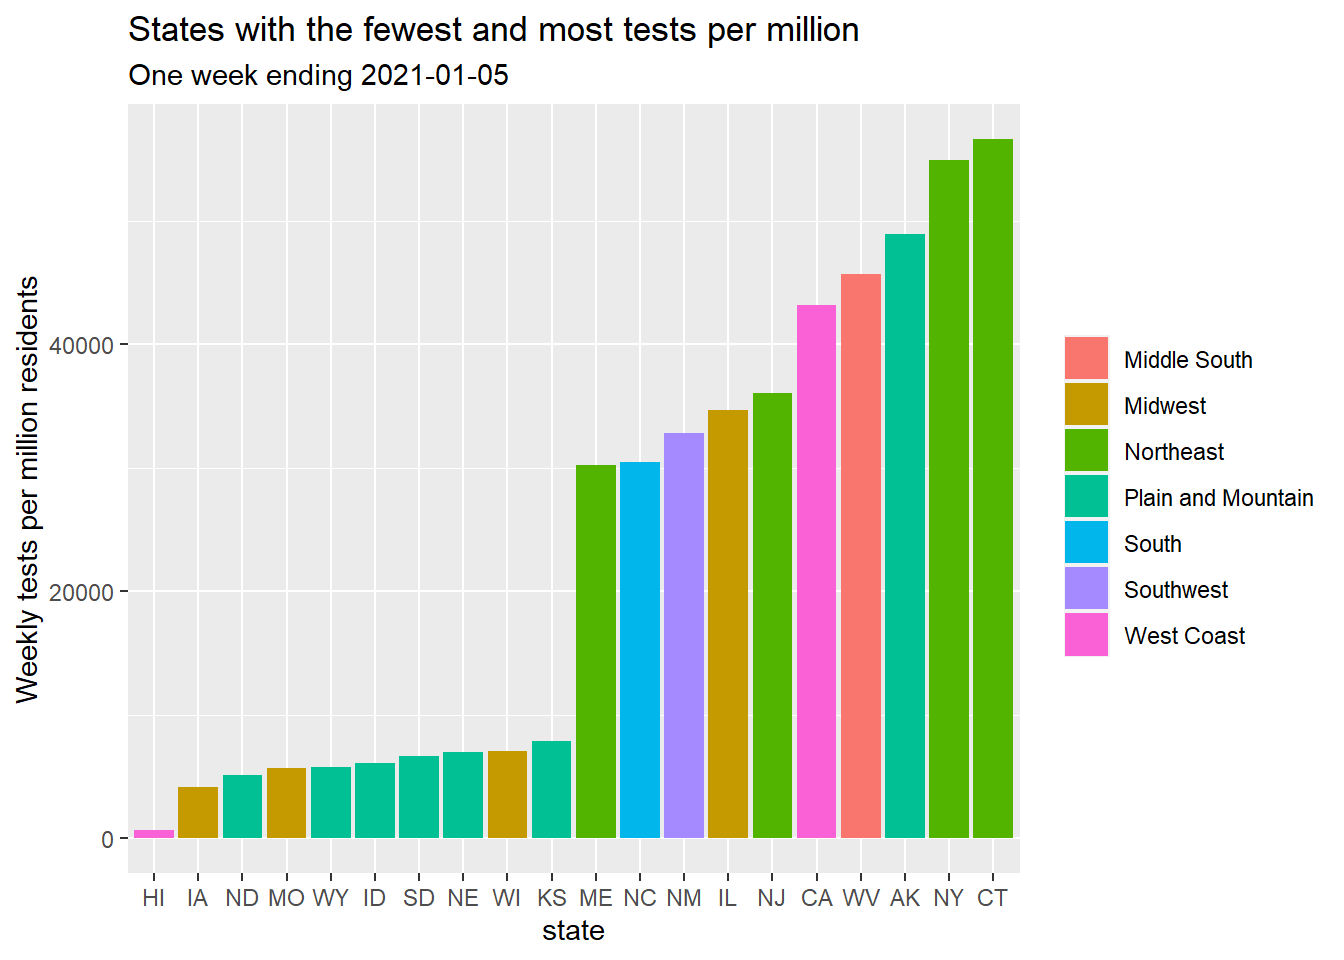 States with the fewest and most tests per million
One week ending 2021-01-05
Weekly tests per million residents
40000
20000
0
HI IA ND MO WY ID SD NE WI KS ME NC NM IL NJ CA WV AK NY CT
state
Middle South
Midwest
Northeast
Plain and Mountain
South
Southwest
West Coast